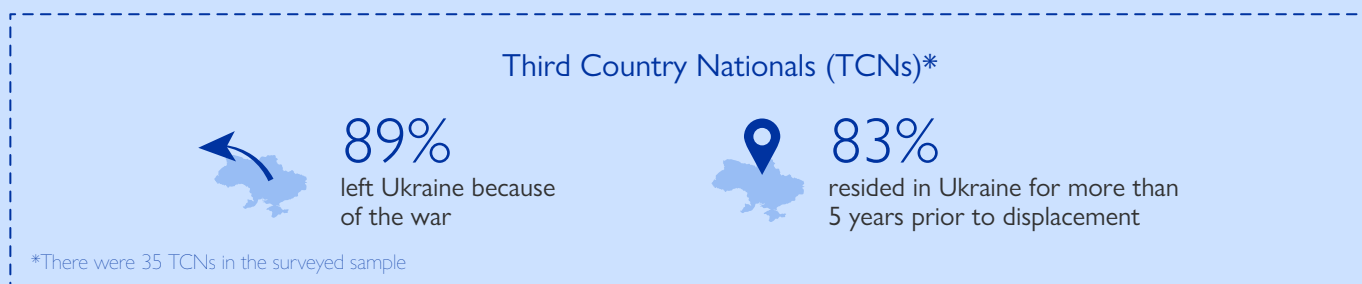 Third Country Nationals (TCNs)*
89%
left Ukraine because
of the war
83%
resided in Ukraine for more than
5 years prior to displacement
*There were 35 TCNs in the surveyed sample